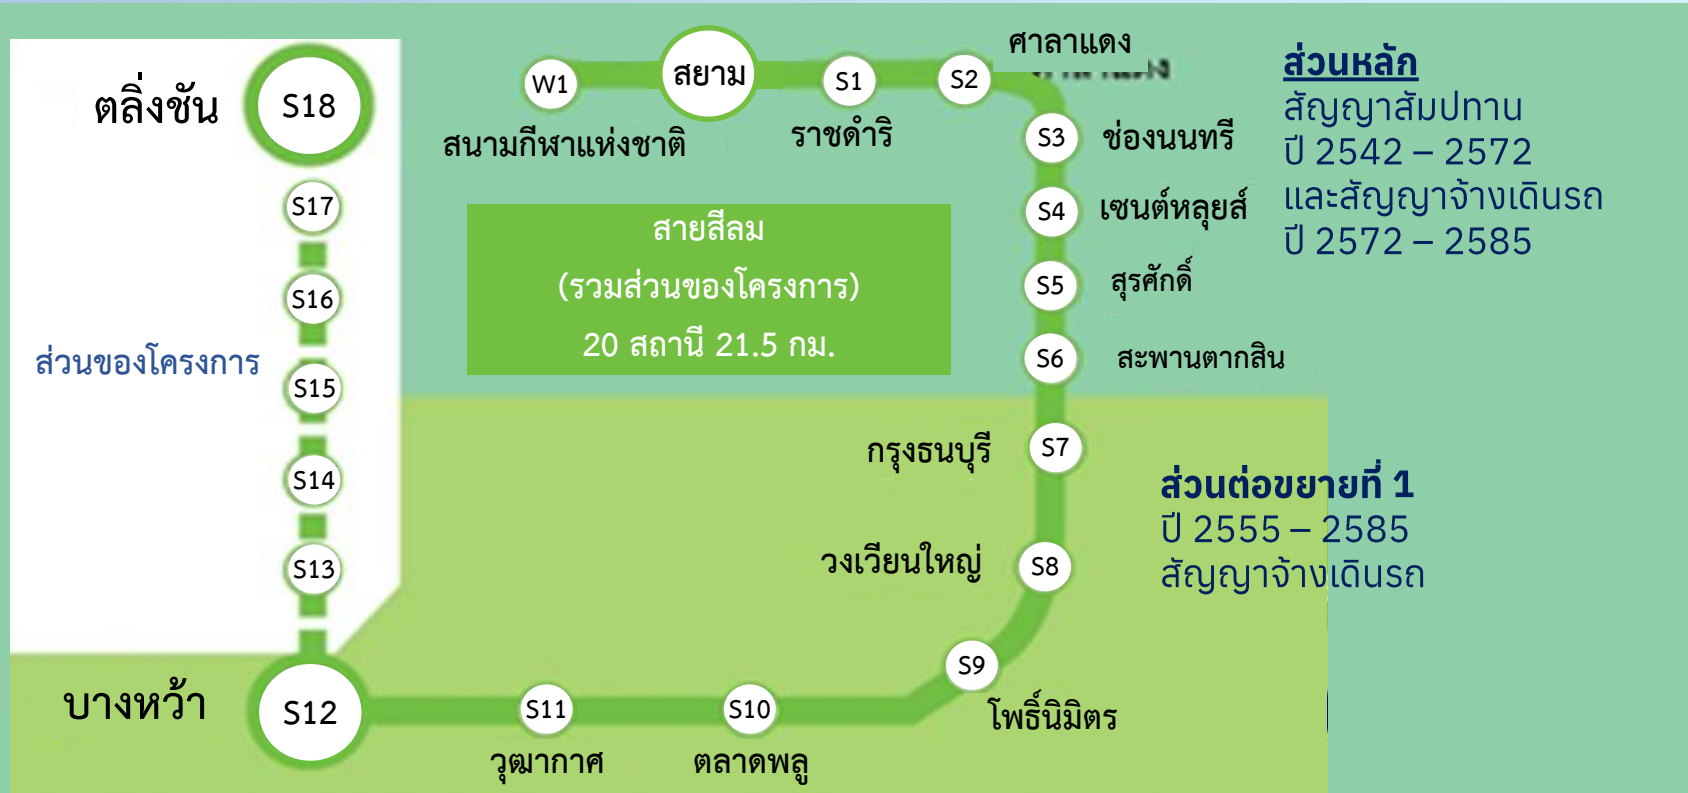 ศาลาแดง
ส่วนหลัก
สัญญาสัมปทาน
ปี 2542 – 2572
และสัญญาจ้างเดินรถ
ปี 2572 – 2585
ตลิ่งชัน
S18
W1
สยาม
S1
S2
สนามกีฬาแห่งชาติ
ราชดำริ
S3
ช่องนนทรี
S17
S4
เซนต์หลุยส์
สายสีลม
(รวมส่วนของโครงการ)
20 สถานี 21.5 กม.
S16
S5
สุรศักดิ์
ส่วนของโครงการ
S15
S6
สะพานตากสิน
กรุงธนบุรี
S7
S14
ส่วนต่อขยายที่ 1
ปี 2555 – 2585
สัญญาจ้างเดินรถ
S13
วงเวียนใหญ่
S8
S9
โพธิ์นิมิตร
บางหว้า
S12
S11
S10
วุฒากาศ
ตลาดพลู